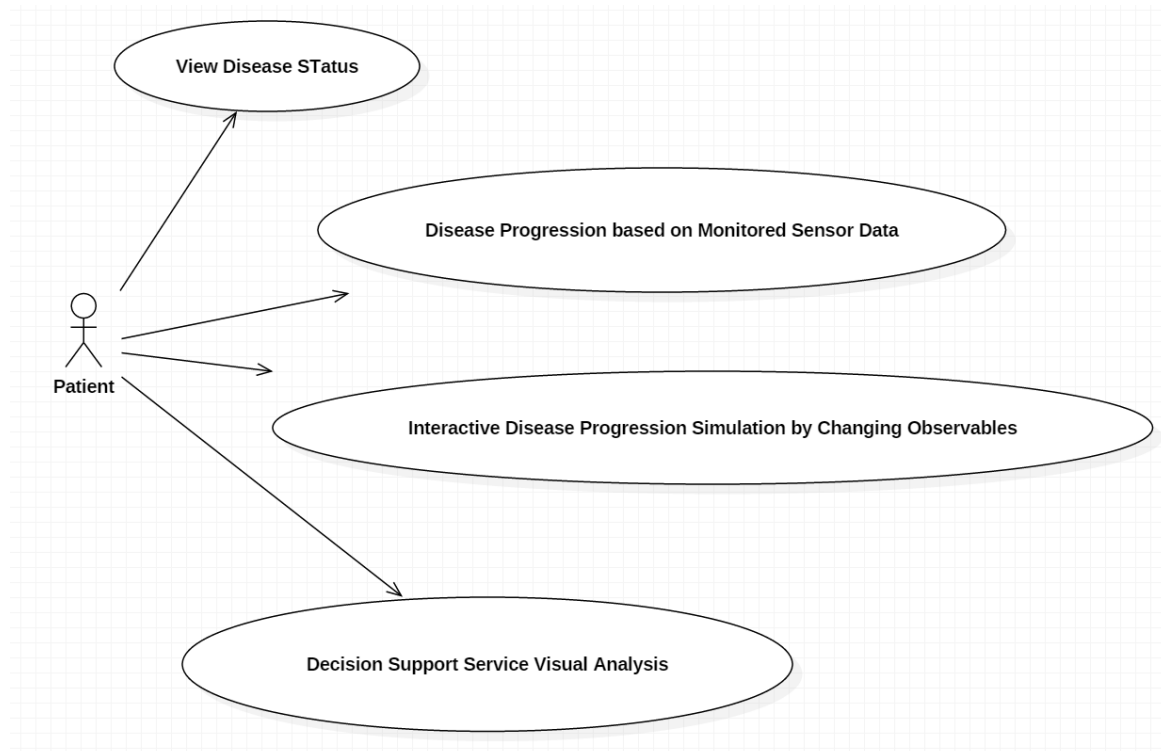 View Disease STatus
Disease Progression based on Monitored Sensor Data
Patient
Interactive Disease Progression Simulation by Changing Observables
Decision Support Service Visual Analysis